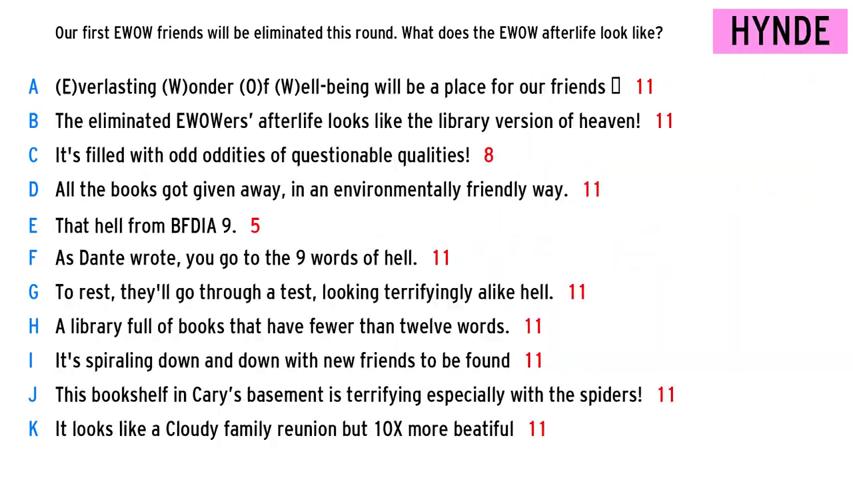 Our first EWOW friends will be eliminated this round. What does the EWOW afterlife look like?
HYNDE
A (E)verlasting (W)onder (O)f (W)ell-being will be a place for our friends 11
B The eliminated EWOWers’ afterlife looks like the library version of heaven! 11
C It's filled with odd oddities of questionable qualities! 8
D All the books got given away, in an environmentally friendly way. 11
E That hell from BFDIA 9. 5
F As Dante wrote, you go to the 9 words of hell. 11
G To rest, they'll go through a test, looking terrifyingly alike hell. 11
H A library full of books that have fewer than twelve words. 11
I It's spiraling down and down with new friends to be found 11
J This bookshelf in Cary’s basement is terrifying especially with the spiders! 11
K It looks like a Cloudy family reunion but 10X more beatiful 11